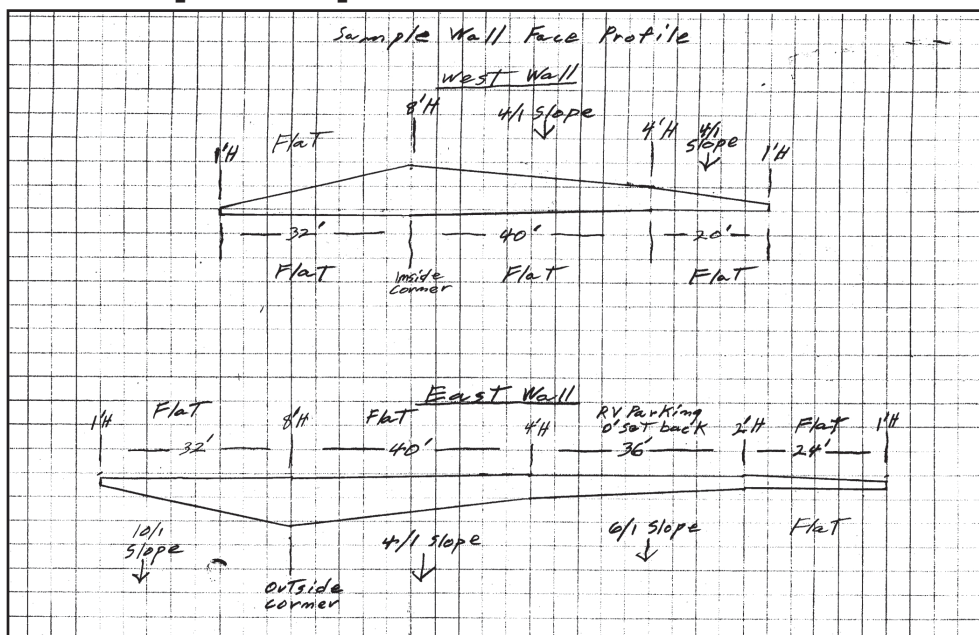 Sample Wall Face Profile
West Wall
8'H
4/1 Slope
4'H
4/1
Slope
1'H
1'H
FlaT
32'
40'
20'
FlaT
Inside
Corner
FlaT
FlaT
East Wall
1'H
FlaT
8'H
FlaT
4'H
RV Parking
0' Set back
2'H
FlaT
1'H
32'
40'
36'
24'
10/1
Slope
4/1 Slope
6/1 Slope
FlaT
OuTside
Corner